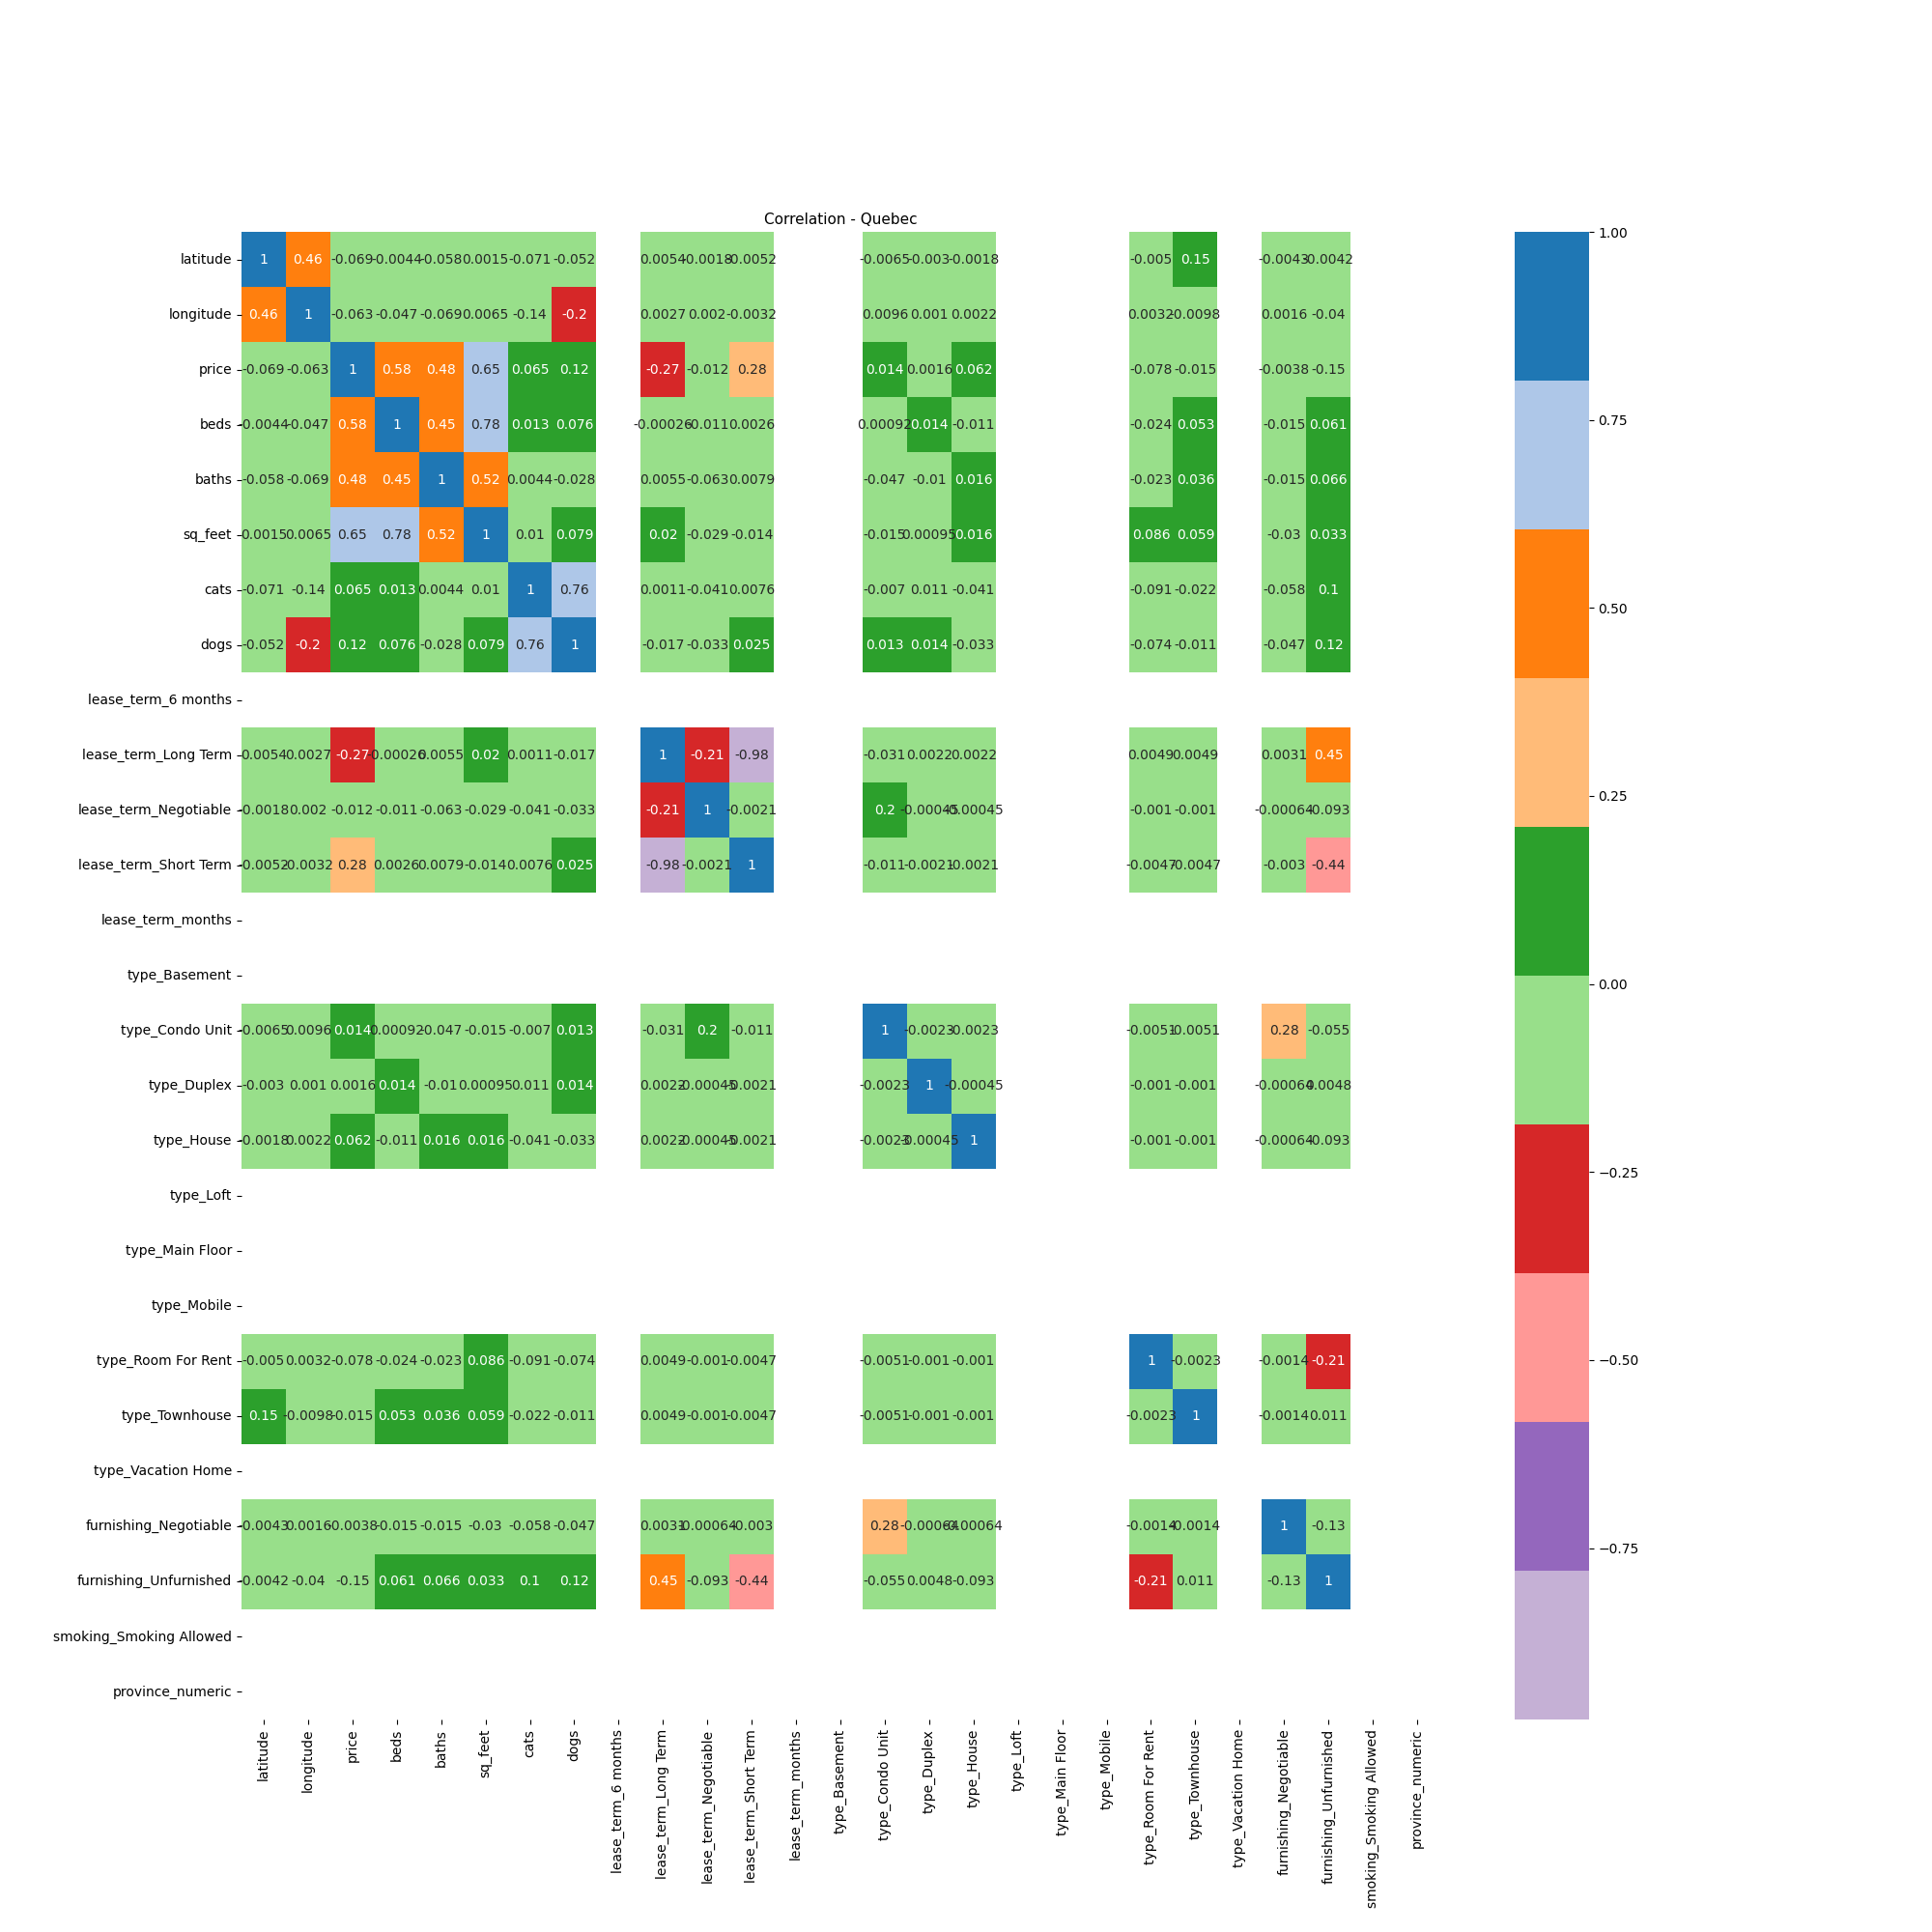 Correlation - Quebec
latitude 1 0.46 -0.069 -0.0044 -0.058 0.0015 -0.071 -0.052 0.0054 -0.0018 -0.0052 -0.0065 -0.003 -0.0018 -0.005 0.15 -0.0043 -0.0042
longitude 0.46 1 -0.063 -0.047 -0.069 0.0065 -0.14 -0.2 0.0027 0.002 -0.0032 0.0096 0.001 0.0022 0.0032 -0.0098 0.0016 -0.04
price -0.069 -0.063 1 0.58 0.48 0.65 0.065 0.12 -0.27 -0.012 0.28 0.014 0.0016 0.062 -0.078 -0.015 -0.0038 -0.15
beds -0.0044 -0.047 0.58 1 0.45 0.78 0.013 0.076 -0.00026 -0.011 0.0026 0.00092 0.014 -0.011 -0.024 0.053 -0.015 0.061
baths -0.058 -0.069 0.48 0.45 1 0.52 0.0044 -0.028 0.0055 -0.063 0.0079 -0.047 -0.01 0.016 -0.023 0.036 -0.015 0.066
sq_feet 0.0015 0.0065 0.65 0.78 0.52 1 0.01 0.079 0.02 -0.029 -0.014 -0.015 0.00095 0.016 0.086 0.059 -0.03 0.033
cats -0.071 -0.14 0.065 0.013 0.0044 0.01 1 0.76 0.0011 -0.041 0.0076 -0.007 0.011 -0.041 -0.091 -0.022 -0.058 0.1
dogs -0.052 -0.2 0.12 0.076 -0.028 0.079 0.76 1 -0.017 -0.033 0.025 0.013 0.014 -0.033 -0.074 -0.011 -0.047 0.12
lease_term_6 months
lease_term_Long Term 0.0054 0.0027 -0.27 -0.00026 0.0055 0.02 0.0011 -0.017 1 -0.21 -0.98 -0.031 0.0022 0.0022 0.0049 0.0049 0.0031 0.45
lease_term_Negotiable -0.0018 0.002 -0.012 -0.011 -0.063 -0.029 -0.041 -0.033 -0.21 1 -0.0021 0.2 -0.00045 -0.00045 -0.001 -0.001 -0.00064 -0.093
lease_term_Short Term -0.0052 -0.0032 0.28 0.0026 0.0079 -0.014 0.0076 0.025 -0.98 -0.0021 1 -0.011 -0.0021 -0.0021 -0.0047 -0.0047 -0.003 -0.44
lease_term_months
type_Basement
type_Condo Unit -0.0065 0.0096 0.014 0.00092 -0.047 -0.015 -0.007 0.013 -0.031 0.2 -0.011 1 -0.0023 -0.0023 -0.0051 -0.0051 0.28 -0.055
type_Duplex -0.003 0.001 0.0016 0.014 -0.01 0.00095 0.011 0.014 0.0022 -0.00045 -0.0021 -0.0023 1 -0.00045 -0.001 -0.001 -0.00064 0.0048
type_House -0.0018 0.0022 0.062 -0.011 0.016 0.016 -0.041 -0.033 0.0022 -0.00045 -0.0021 -0.0023 -0.00045 1 -0.001 -0.001 -0.00064 -0.093
type_Loft
type_Main Floor
type_Mobile
type_Room For Rent -0.005 0.0032 -0.078 -0.024 -0.023 0.086 -0.091 -0.074 0.0049 -0.001 -0.0047 -0.0051 -0.001 -0.001 1 -0.0023 -0.0014 -0.21
type_Townhouse 0.15 -0.0098 -0.015 0.053 0.036 0.059 -0.022 -0.011 0.0049 -0.001 -0.0047 -0.0051 -0.001 -0.001 -0.0023 1 -0.0014 0.011
type_Vacation Home
furnishing_Negotiable -0.0043 0.0016 -0.0038 -0.015 -0.015 -0.03 -0.058 -0.047 0.0031 -0.00064 -0.003 0.28 -0.00064 -0.00064 -0.0014 -0.0014 1 -0.13
furnishing_Unfurnished -0.0042 -0.04 -0.15 0.061 0.066 0.033 0.1 0.12 0.45 -0.093 -0.44 -0.055 0.0048 -0.093 -0.21 0.011 -0.13 1
smoking_Smoking Allowed
province_numeric
latitude
longitude
price
beds
baths
sq_feet
cats
dogs
lease_term_6 months
lease_term_Long Term
lease_term_Negotiable
lease_term_Short Term
lease_term_months
type_Basement
type_Condo Unit
type_Duplex
type_House
type_Loft
type_Main Floor
type_Mobile
type_Room For Rent
type_Townhouse
type_Vacation Home
furnishing_Negotiable
furnishing_Unfurnished
smoking_Smoking Allowed
province_numeric
1.00
0.75
0.50
0.25
0.00
−0.25
−0.50
−0.75